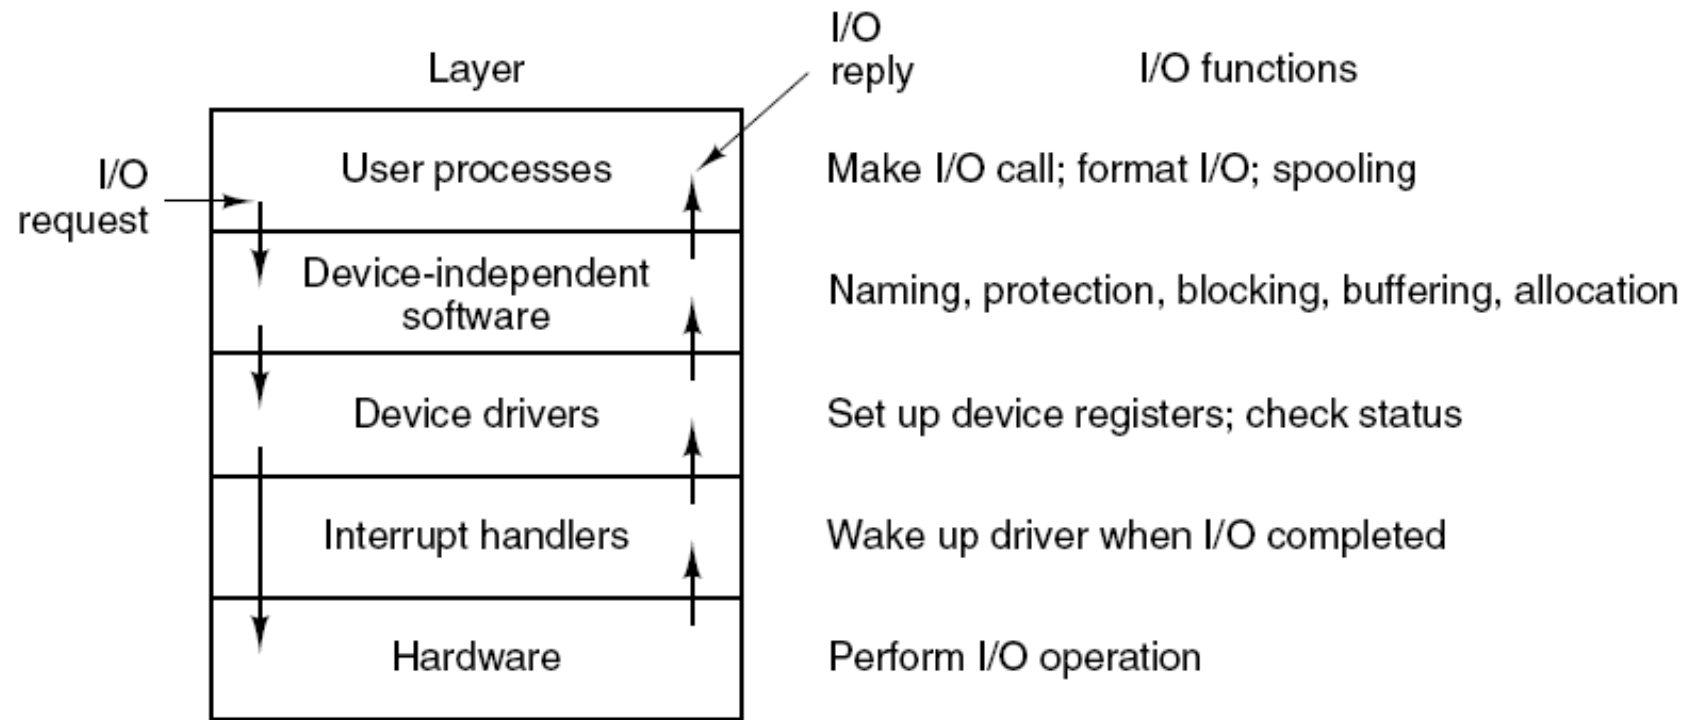 I/O
reply
Layer
I/O functions
I/O
request
User processes
Make I/O call; format I/O; spooling
Device-independent
software
Naming, protection, blocking, buffering, allocation
Device drivers
Set up device registers; check status
Interrupt handlers
Wake up driver when I/O completed
Hardware
Perform I/O operation